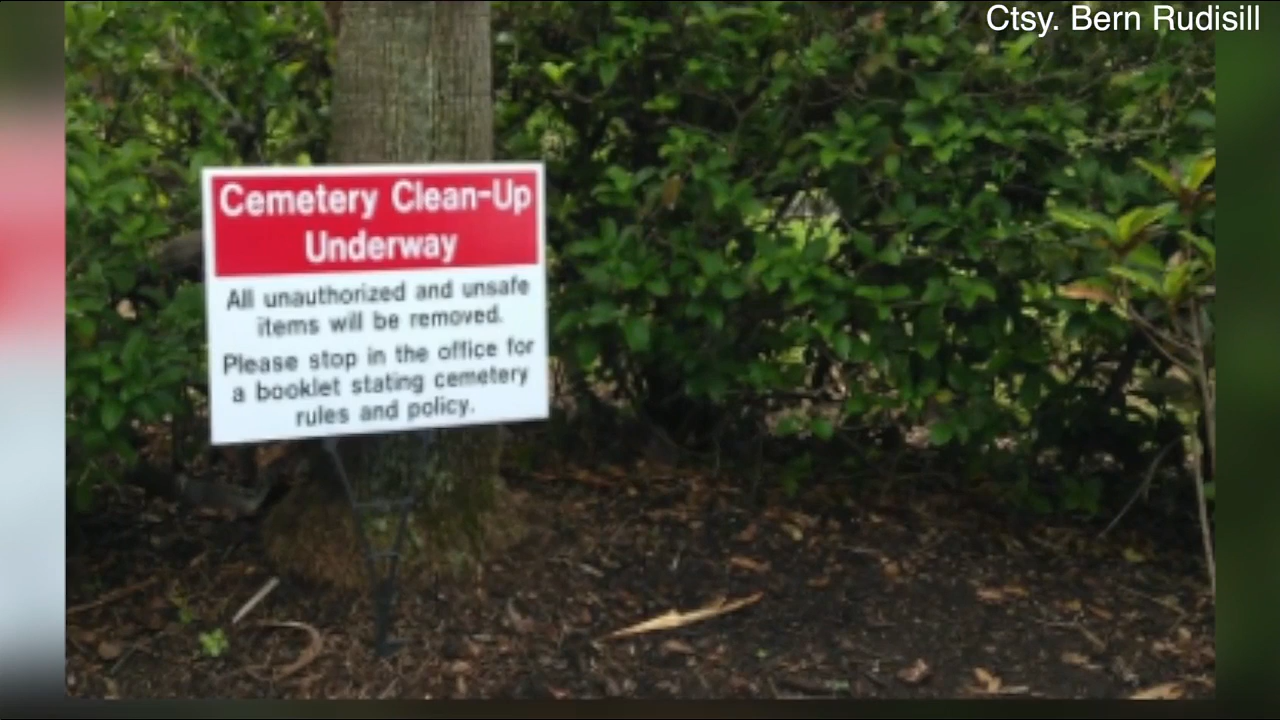 Ctsy. Bern Rudisill
Cemetery Clean-Up
Underway
All unauthorized and unsafe
items will be removed.
Please stop in the office for
a booklet stating cemetery
rules and policy.